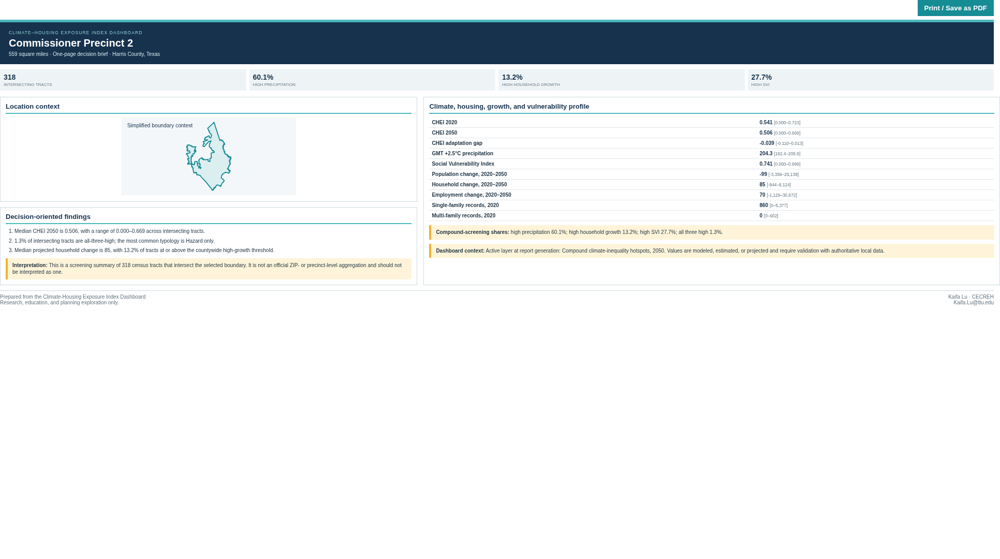 Print / Save as PDF
CLIMATE–HOUSING EXPOSURE INDEX DASHBOARD
Commissioner Precinct 2
559 square miles · One-page decision brief · Harris County, Texas
318
INTERSECTING TRACTS
60.1%
HIGH PRECIPITATION
13.2%
HIGH HOUSEHOLD GROWTH
27.7%
HIGH SVI
Location context
Simplified boundary context
Decision-oriented findings
1. Median CHEI 2050 is 0.506, with a range of 0.000–0.669 across intersecting tracts.
2. 1.3% of intersecting tracts are all-three-high; the most common typology is Hazard only.
3. Median projected household change is 85, with 13.2% of tracts at or above the countywide high-growth threshold.
Interpretation: This is a screening summary of 318 census tracts that intersect the selected boundary. It is not an official ZIP- or precinct-level aggregation and should not
be interpreted as one.
Climate, housing, growth, and vulnerability profile
CHEI 2020 0.541 [0.000–0.723]
CHEI 2050 0.506 [0.000–0.669]
CHEI adaptation gap -0.039 [-0.110–0.013]
GMT +2.5°C precipitation 204.3 [192.4–209.9]
Social Vulnerability Index 0.741 [0.000–0.999]
Population change, 2020–2050 -99 [-3,359–25,138]
Household change, 2020–2050 85 [-944–8,124]
Employment change, 2020–2050 70 [-1,129–30,672]
Single-family records, 2020 860 [0–5,377]
Multi-family records, 2020 0 [0–602]
Compound-screening shares: high precipitation 60.1%; high household growth 13.2%; high SVI 27.7%; all three high 1.3%.
Dashboard context: Active layer at report generation: Compound climate-inequality hotspots, 2050. Values are modeled, estimated, or projected and require validation with authoritative local data.
Prepared from the Climate-Housing Exposure Index Dashboard
Research, education, and planning exploration only.
Kaifa Lu · CECREH
Kaifa.Lu@ttu.edu